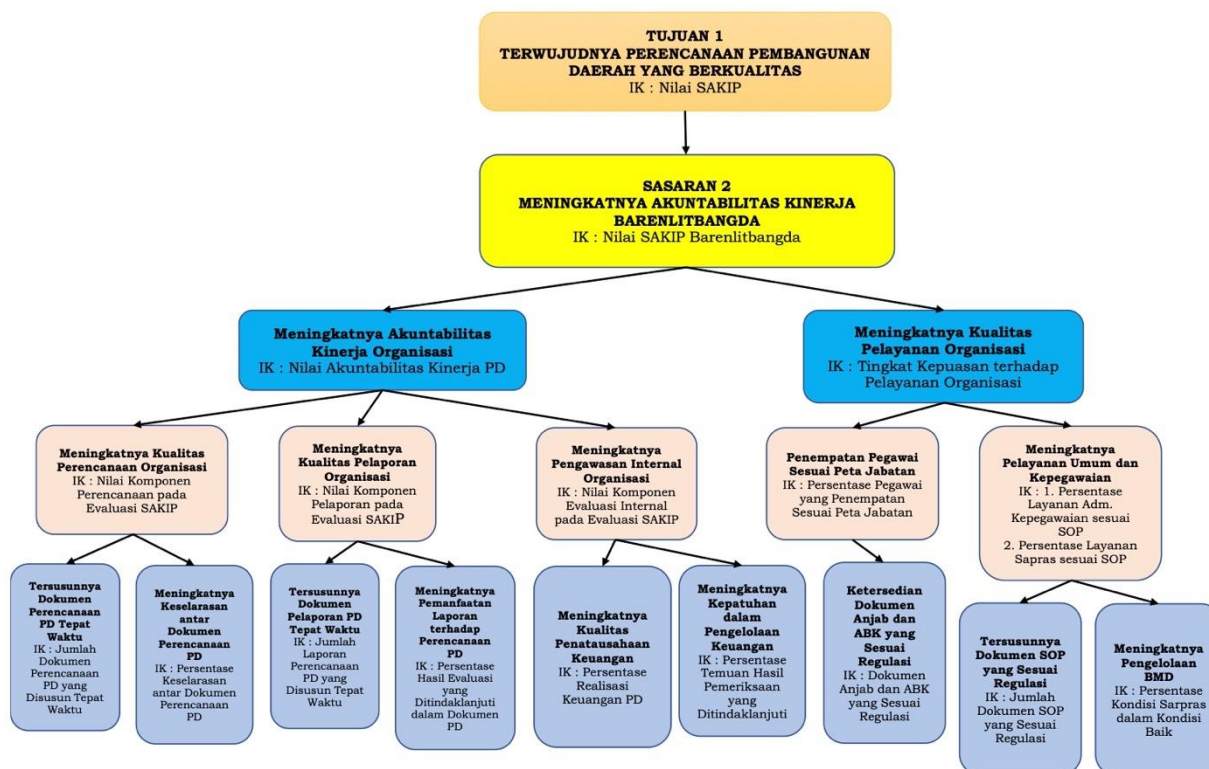 TUJUAN 1
TERWUJUDNYA PERENCANAAN PEMBANGUNAN
DAERAH YANG BERKUALITAS
IK : Nilai SAKIP
SASARAN 2
MENINGKATNYA AKUNTABILITAS KINERJA
BARENLITBANGDA
IK : Nilai SAKIP Barenlitbangda
Meningkatnya Akuntabilitas
Kinerja Organisasi
IK : Nilai Akuntabilitas Kinerja PD
Meningkatnya Kualitas
Pelayanan Organisasi
IK : Tingkat Kepuasan terhadap
Pelayanan Organisasi
Meningkatnya Kualitas
Perencanaan Organisasi
IK : Nilai Komponen
Perencanaan pada
Evaluasi SAKIP
Meningkatnya
Kualitas Pelaporan
Organisasi
IK : Nilai Komponen
Pelaporan pada
Evaluasi SAKIP
Meningkatnya
Pengawasan Internal
Organisasi
IK : Nilai Komponen
Evaluasi Internal
pada Evaluasi SAKIP
Penempatan Pegawai
Sesuai Peta Jabatan
IK : Persentase Pegawai
yang Penempatan
Sesuai Peta Jabatan
Meningkatnya
Pelayanan Umum dan
Kepegawaian
IK : 1. Persentase
Layanan Adm.
Kepegawaian sesuai
SOP
2. Persentase Layanan
Sapras sesuai SOP
Tersusunnya
Dokumen
Perencanaan
PD Tepat
Waktu
IK : Jumlah
Dokumen
Perencanaan
PD yang
Disusun Tepat
Waktu
Meningkatnya
Keselarasan
antar
Dokumen
Perencanaan
PD
IK : Persentase
Keselarasan
antar Dokumen
Perencanaan PD
Tersusunnya
Dokumen
Pelaporan PD
Tepat Waktu
IK : Jumlah
Laporan
Perencanaan
PD yang
Disusun Tepat
Waktu
Meningkatnya
Pemanfaatan
Laporan
terhadap
Perencanaan PD
IK : Persentase
Hasil Evaluasi
yang
Ditindaklanjuti
dalam Dokumen
PD
Meningkatnya
Kualitas
Penatausahaan
Keuangan
IK : Persentase
Realisasi
Keuangan PD
Meningkatnya
Kepatuhan
dalam
Pengelolaan
Keuangan
IK : Persentase
Temuan Hasil
Pemeriksaan
yang
Ditindaklanjuti
Ketersedian
Dokumen
Anjab dan
ABK yang
Sesuai
Regulasi
IK : Dokumen
Anjab dan ABK
yang Sesuai
Regulasi
Tersusunnya
Dokumen SOP
yang Sesuai
Regulasi
IK : Jumlah
Dokumen SOP
yang Sesuai
Regulasi
Meningkatnya
Pengelolaan
BMD
IK : Persentase
Kondisi Sarpras
dalam Kondisi
Baik